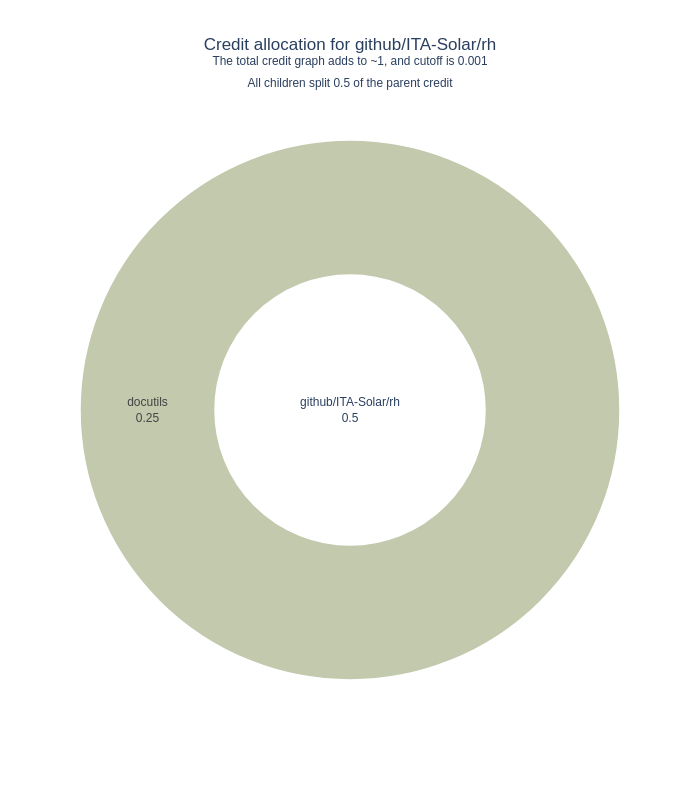 Credit allocation for github/ITA-Solar/rh
The total credit graph adds to ~1, and cutoff is 0.001
All children split 0.5 of the parent credit
docutils
0.25
github/ITA-Solar/rh
0.5